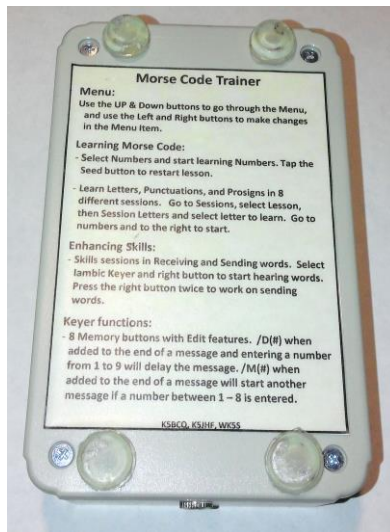 Morse Code Trainer
Menu:
Use the UP & Down buttons to go through the Menu,
and use the Left and Right buttons to make changes
in the Menu Item.
Learning Morse Code:
- Select Numbers and start learning Numbers. Tap the
Seed button to restart lesson.
- Learn Letters, Punctuations, and Prosigns in 8
different sessions. Go to Sessions, select Lesson,
then Session Letters and select letter to learn. Go to
numbers and to the right to start.
Enhancing Skills:
- Skills sessions in Receiving and Sending words. Select
Iambic Keyer and right button to start hearing words.
Press the right button twice to work on sending
words.
Keyer functions:
- 8 Memory buttons with Edit features. /D(#) when
added to the end of a message and entering a number
from 1 to 9 will delay the message. /M(#) when
added to the end of a message will start another
message if a number between 1 – 8 is entered.
K5BCQ, K5JHF, WK5S